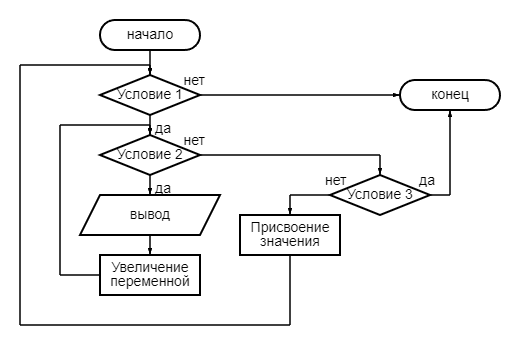 начало
нет
Условие 1
конец
да
нет
Условие 2
да
нет
да
Условие 3
вывод
Присвоение
значения
Увеличение
переменной